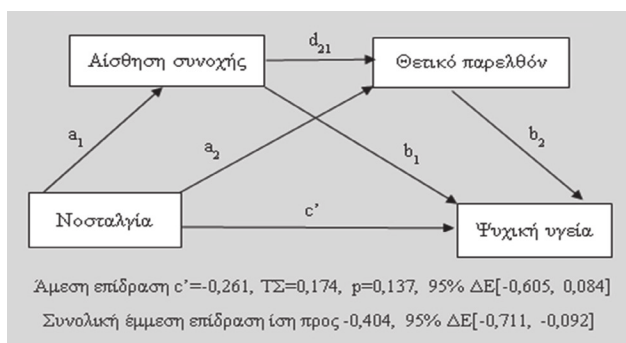 d21
Αίσθηση συνοχής
Θετικό παρελθόν
a1
a2
b1
b2
Νοσταλγία
c’
Ψυχική υγεία
Άμεση επίδραση c’=-0,261, ΤΣ=0,174, p=0,137, 95% ΔΕ[-0,605, 0,084]
Συνολική έμμεση επίδραση ίση προς -0,404, 95% ΔΕ[-0,711, -0,092]